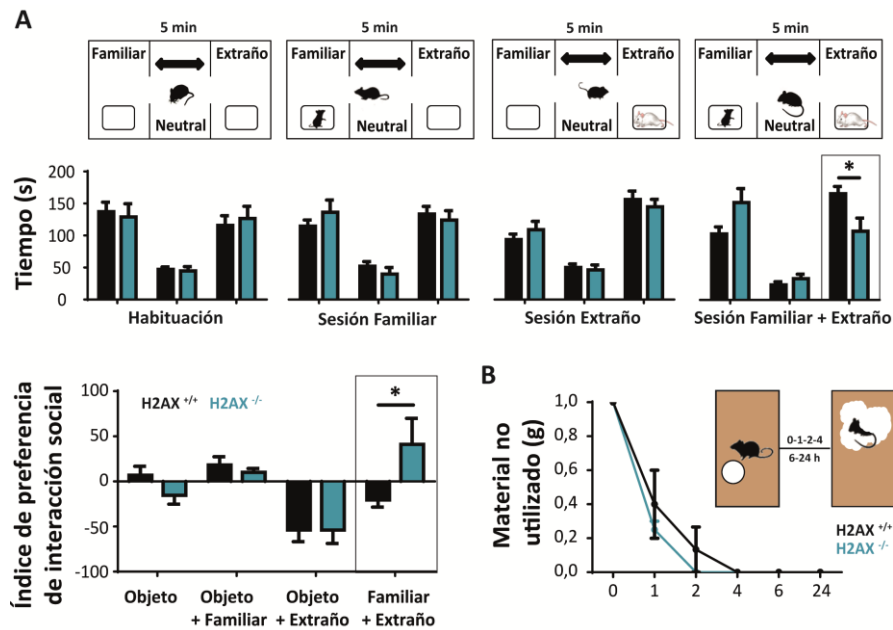 A
5 min
5 min
5 min
5 min
Familiar Extraño
Neutral
Familiar Extraño
Neutral
Familiar Extraño
Neutral
Familiar Extraño
Neutral
Tiempo (s)
200
150
100
50
0
*
Habituación
Sesión Familiar
Sesión Extraño
Sesión Familiar + Extraño
Índice de preferencia
de interacción social
100
50
0
-50
-100
H2AX +/+ H2AX -/-
*
Objeto
Objeto
+ Familiar
Objeto
+ Extraño
Familiar
+ Extraño
B
Material no
utilizado (g)
1,0
0,8
0,6
0,4
0,2
0,0
0 1 2 4 6 24
0-1-2-4
6-24 h
H2AX +/+
H2AX -/-